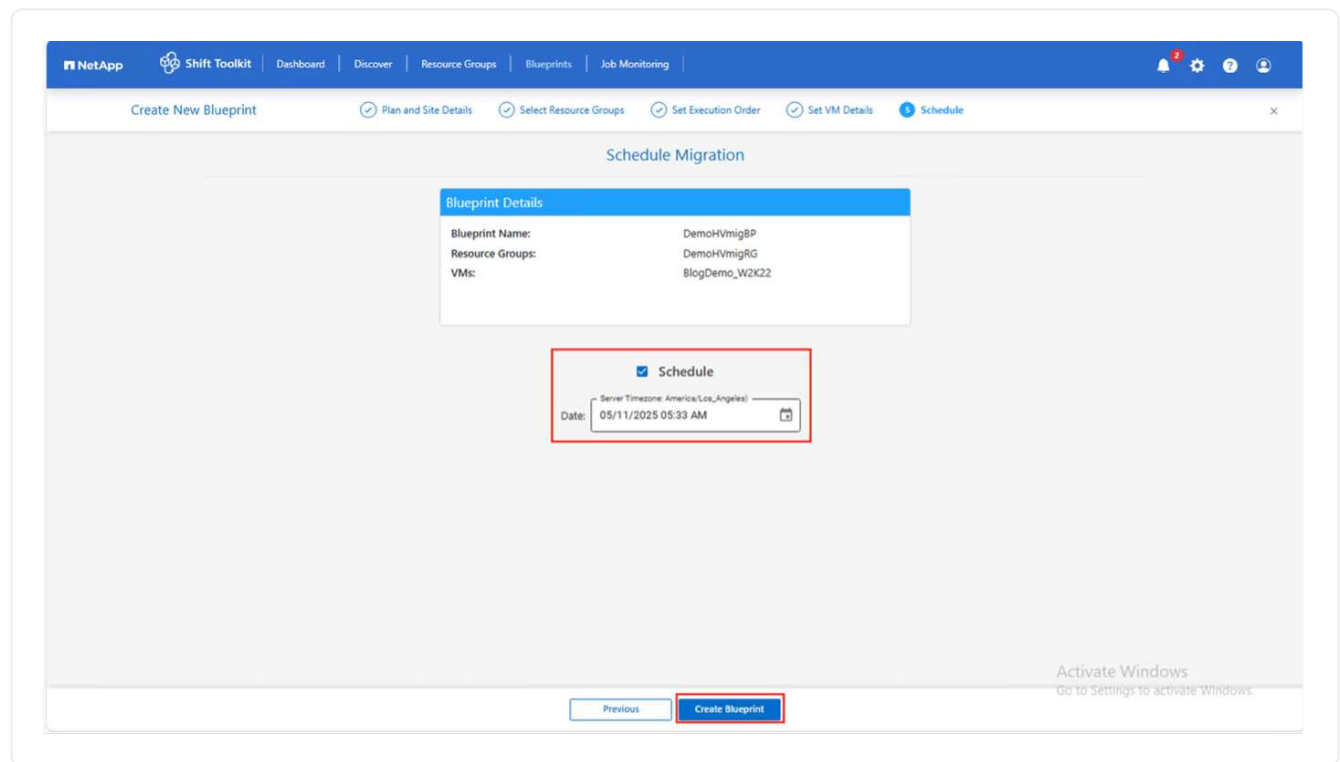 NetApp Shift Toolkit Dashboard Discover Resource Groups Blueprints Job Monitoring 2 ?
Create New Blueprint Plan and Site Details Select Resource Groups Set Execution Order Set VM Details 5 Schedule
Schedule Migration
Blueprint Details
Blueprint Name: DemoHVmigBP
Resource Groups: DemoHVmigRG
VMs: BlogDemo_W2K22
Schedule
Server Timezone: America/Los_Angeles)
Date: 05/11/2025 05:33 AM
Activate Windows
Go to Settings to activate Windows.
Previous Create Blueprint